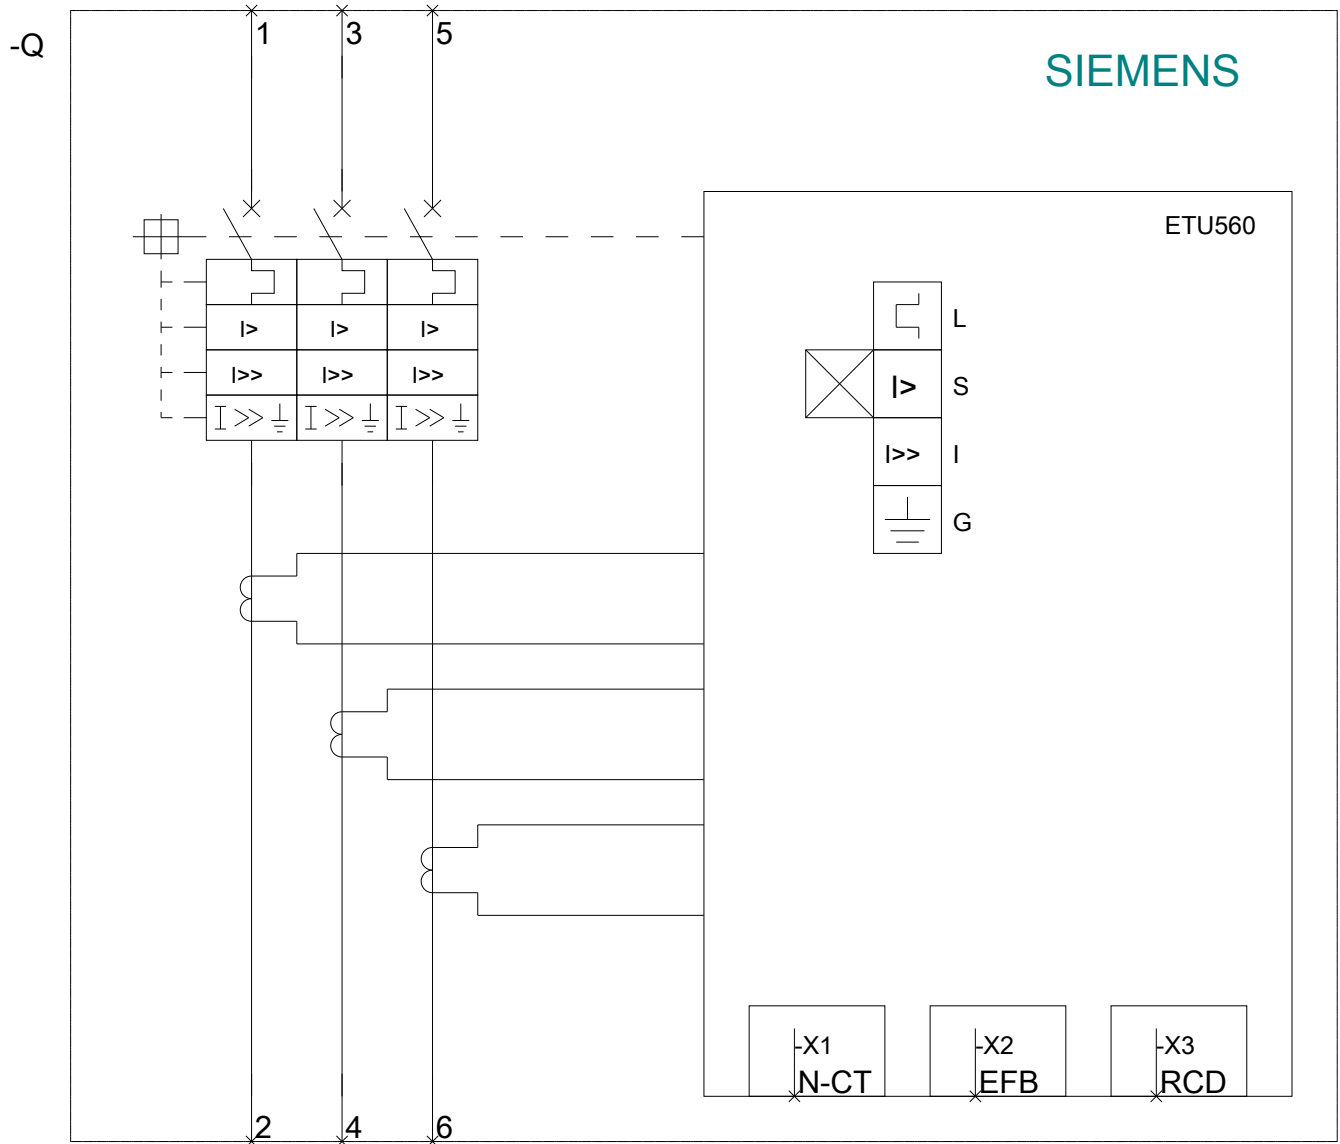 -Q
1 3 5
SIEMENS
ETU560
L
I> I> I>
I> S
I>> I>> I>>
I>> I
I>> I>> I>>
G
-X1 -X2 -X3
N-CT EFB RCD
2 4 6